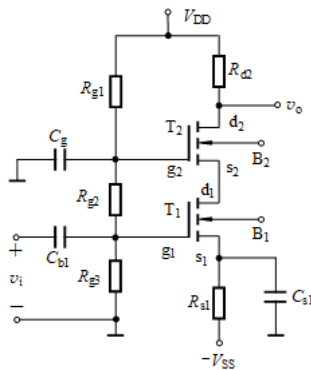 V_DD
R_g1
R_d2
v_o
T_2
d_2
C_g
B_2
g_2
s_2
R_g2
d_1
T_1
B_1
C_b1
g_1
s_1
+
v_i
R_g3
R_s1
C_s1
−
−V_SS